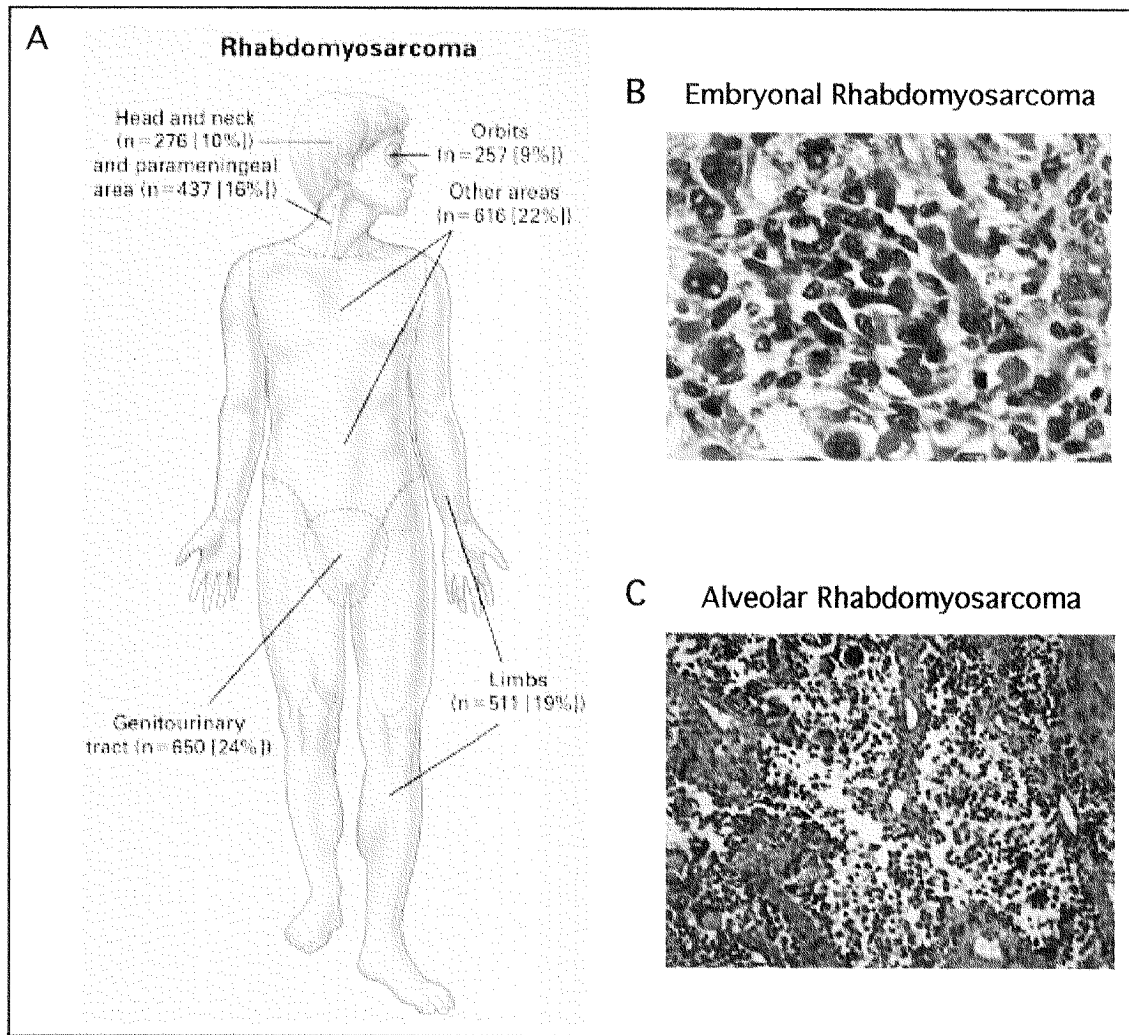 A
Rhabdomyosarcoma
Head and neck
(n=276 [10%])
and parameningeal
area (n=437 [16%])
Orbits
(n=257 [9%])
Other areas
(n=616 [22%])
Limbs
(n=511 [19%])
Genitourinary
tract (n=650 [24%])
B Embryonal Rhabdomyosarcoma
C Alveolar Rhabdomyosarcoma